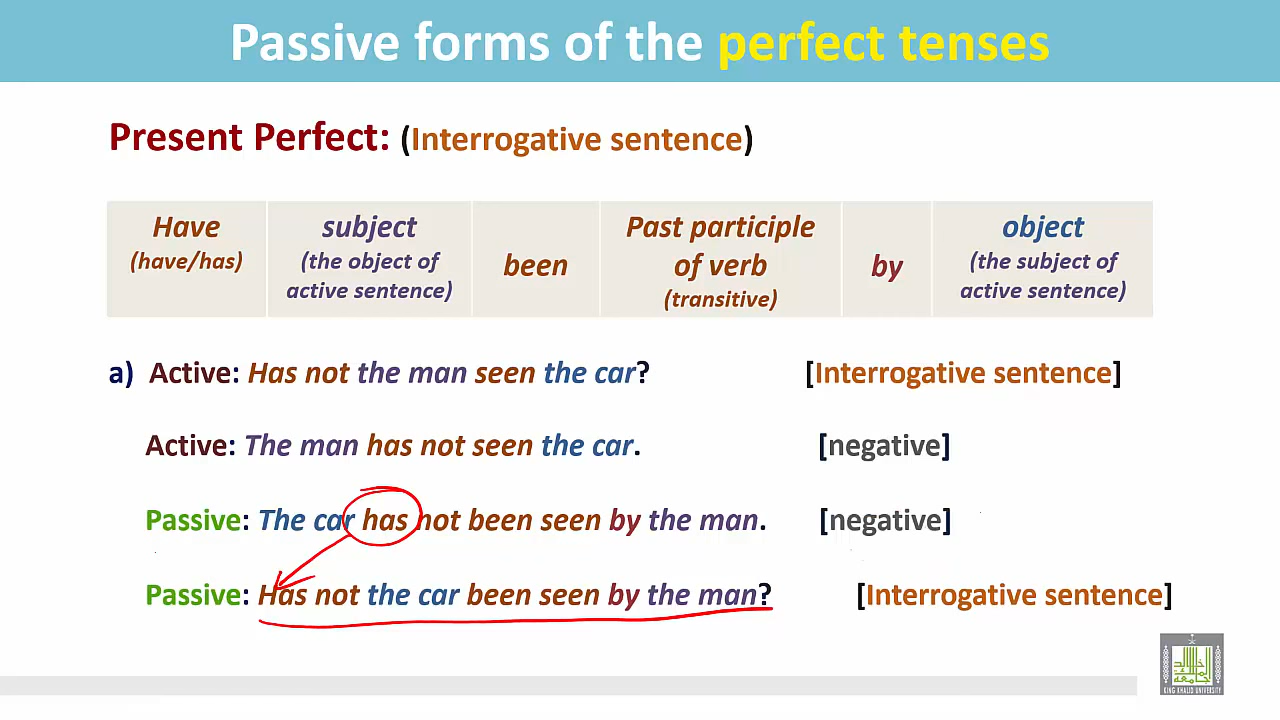 Passive forms of the perfect tenses
Present Perfect: (Interrogative sentence)
Have
(have/has)
subject
(the object of
active sentence)
been
Past participle
of verb
(transitive)
by
object
(the subject of
active sentence)
a) Active: Has not the man seen the car? [Interrogative sentence]
Active: The man has not seen the car. [negative]
Passive: The car has not been seen by the man. [negative]
Passive: Has not the car been seen by the man? [Interrogative sentence]
KING KHALID UNIVERSITY